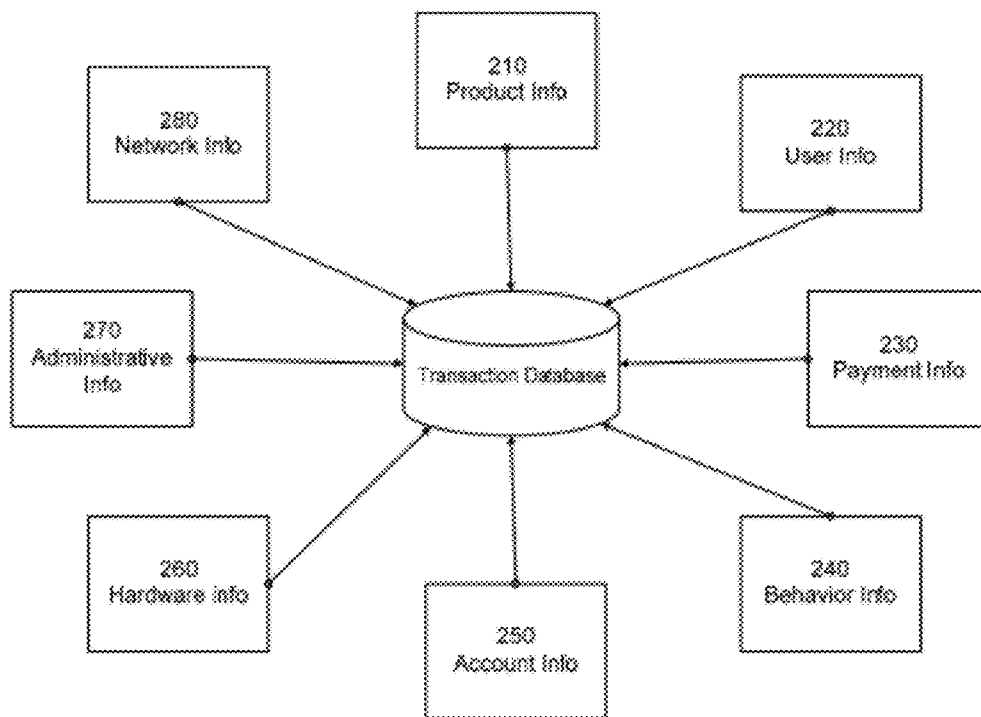 210
Product Info
280
Network Info
220
User Info
270
Administrative
Info
Transaction Database
230
Payment Info
260
Hardware info
250
Account Info
240
Behavior Info